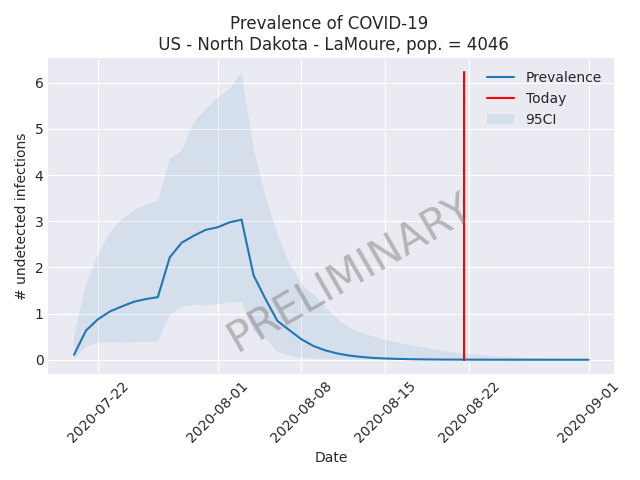 Prevalence of COVID-19
US - North Dakota - LaMoure, pop. = 4046
# undetected infections
6
5
4
3
2
1
0
Prevalence
Today
95CI
PRELIMINARY
2020-07-22
2020-08-01
2020-08-08
2020-08-15
2020-08-22
2020-09-01
Date